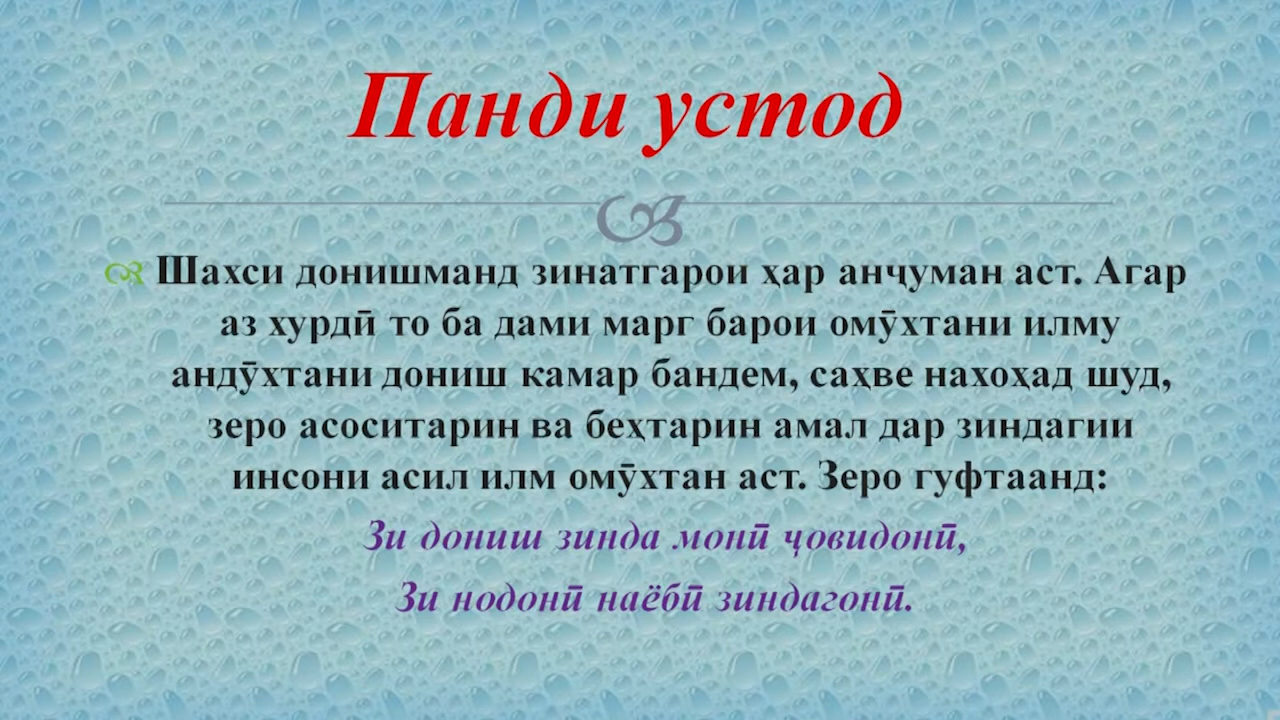 Панди устод
Шахси донишманд зинатгарои ҳар анҷуман аст. Агар
аз хурдӣ то ба дами марг барои омӯхтани илму
андӯхтани дониш камар бандем, саҳве нахоҳад шуд,
зеро асоситарин ва беҳтарин амал дар зиндагии
инсони асил илм омӯхтан аст. Зеро гуфтаанд:
Зи дониш зинда монӣ ҷовидонӣ,
Зи нодонӣ наёбӣ зиндагонӣ.